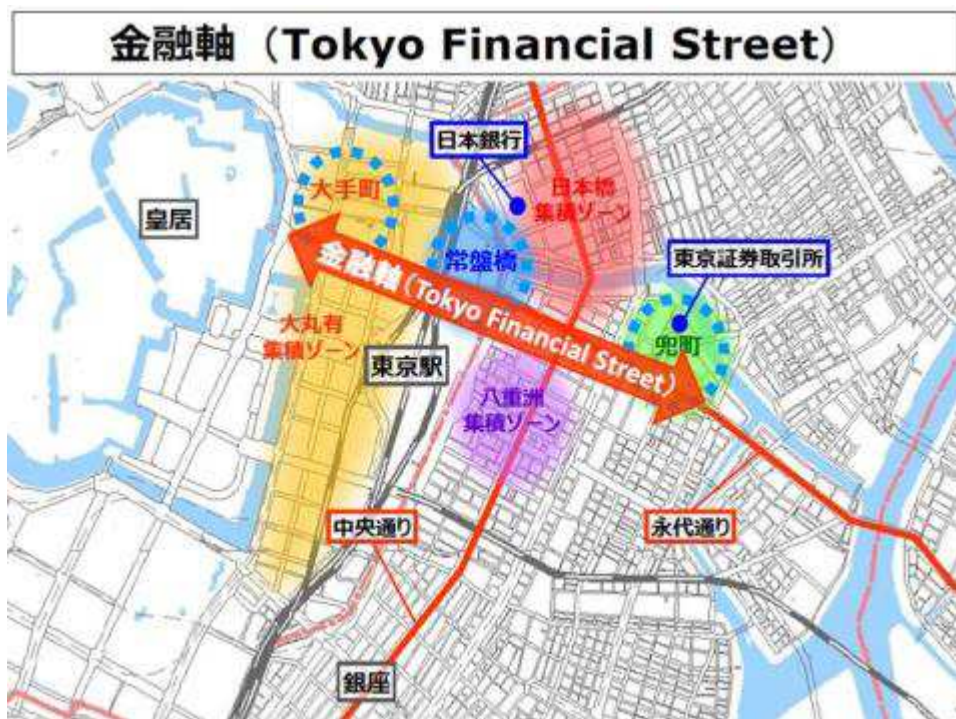 金融軸（Tokyo Financial Street）
日本銀行
大手町
日本橋
集積ゾーン
皇居
常盤橋
東京証券取引所
金融軸（Tokyo Financial Street）
大丸有
集積ゾーン
兜町
東京駅
八重洲
集積ゾーン
中央通り
永代通り
銀座